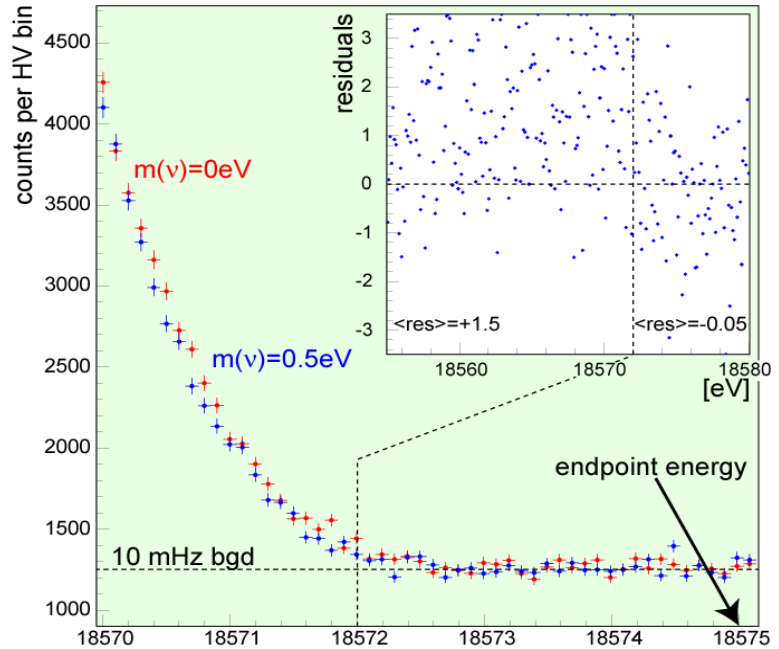 counts per HV bin
4500
4000
3500
3000
2500
2000
1500
1000
m(ν)=0eV
m(ν)=0.5eV
10 mHz bgd
endpoint energy
18570
18571
18572
18573
18574
18575
residuals
3
2
1
0
-1
-2
-3
<res>=+1.5
<res>=-0.05
18560
18570
18580
[eV]